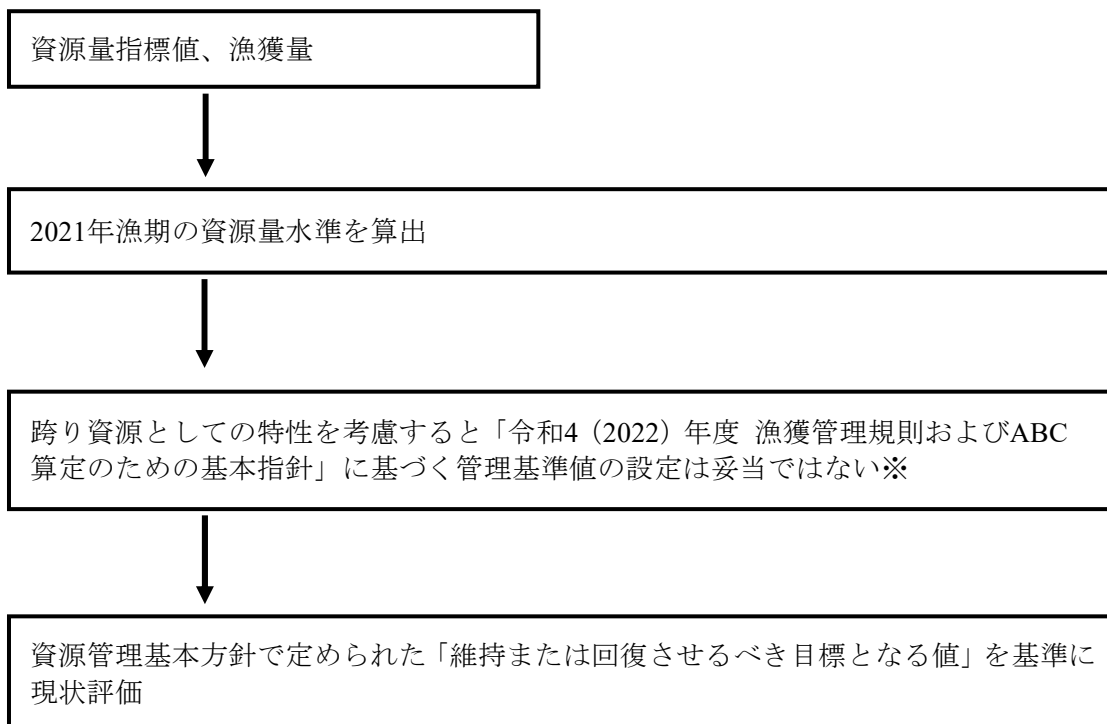 資源量指標値、漁獲量
2021年漁期の資源量水準を算出
跨り資源としての特性を考慮すると「令和4（2022）年度 漁獲管理規則およびABC
算定のための基本指針」に基づく管理基準値の設定は妥当ではない※
資源管理基本方針で定められた「維持または回復させるべき目標となる値」を基準に
現状評価